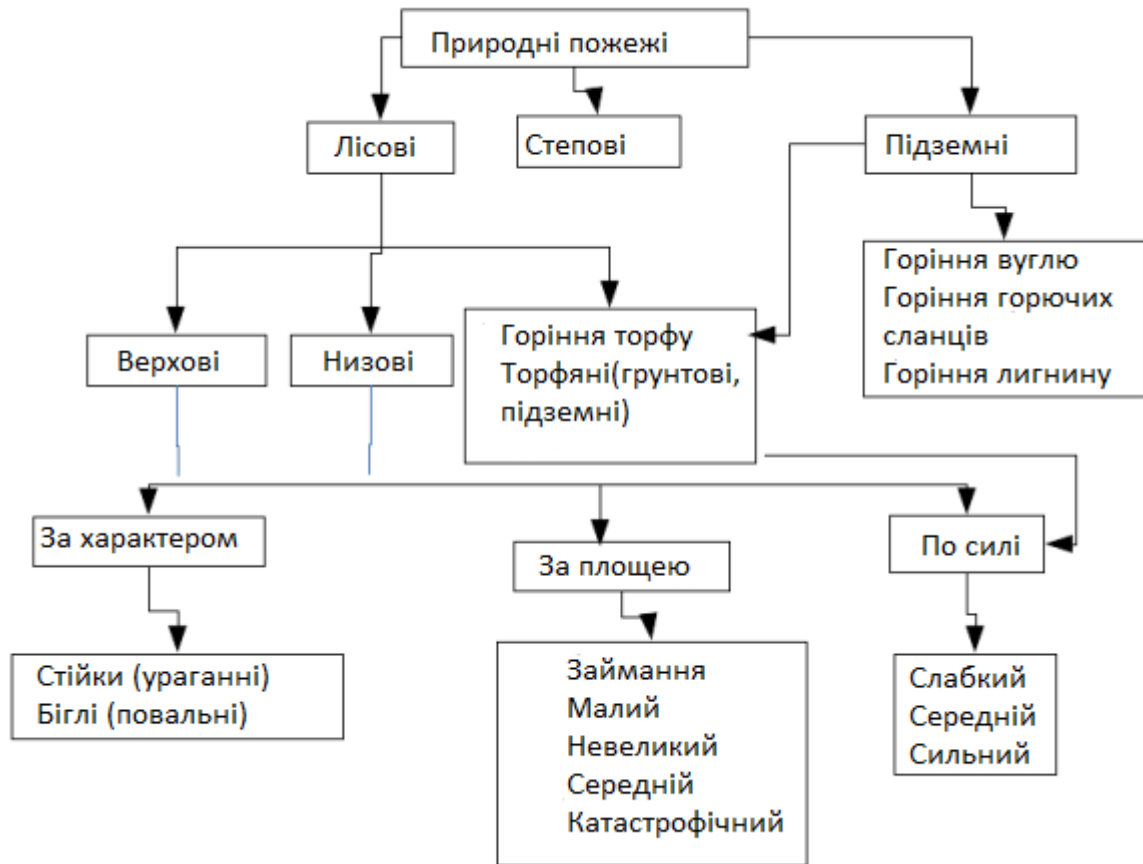 Природні пожежі
Лісові
Степові
Підземні
Горіння вуглю
Горіння горючих
сланців
Горіння лигнину
Верхові
Низові
Горіння торфу
Торфяні(грунтові,
підземні)
За характером
За площею
По силі
Стійки (ураганні)
Біглі (повальні)
Займання
Малий
Невеликий
Середній
Катастрофічний
Слабкий
Середній
Сильний